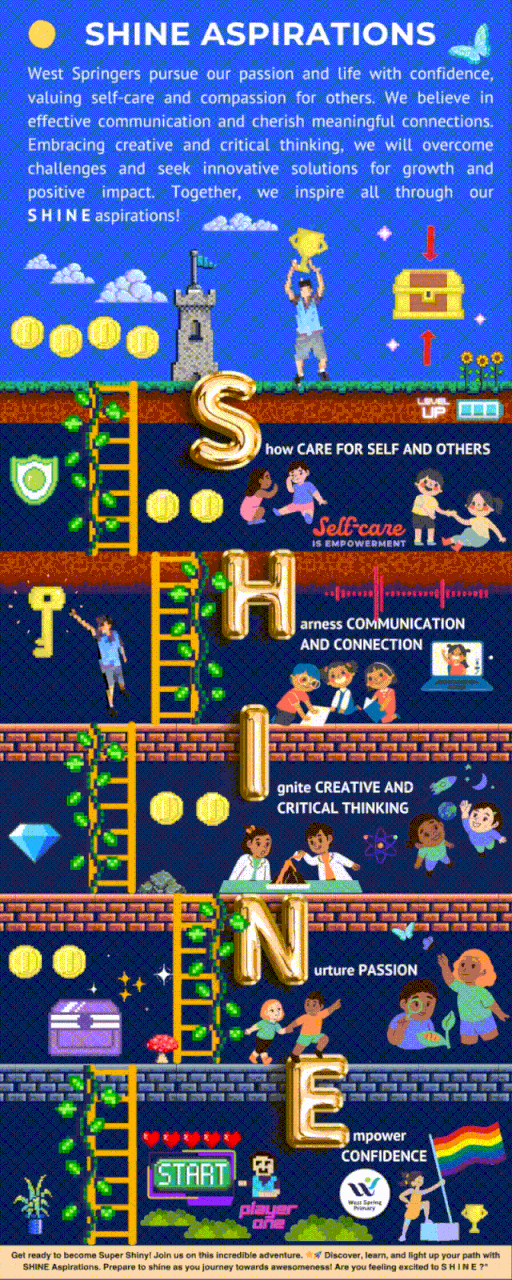 SHINE ASPIRATIONS
West Springers pursue our passion and life with confidence,
valuing self-care and compassion for others. We believe in
effective communication and cherish meaningful connections.
Embracing creative and critical thinking, we will overcome
challenges and seek innovative solutions for growth and
positive impact. Together, we inspire all through our
SHINE aspirations!
LEVEL
UP
Show CARE FOR SELF AND OTHERS
Self-care
IS EMPOWERMENT
Harness COMMUNICATION
AND CONNECTION
Ignite CREATIVE AND
CRITICAL THINKING
Nurture PASSION
Empower
CONFIDENCE
START
player
one
West Spring
Primary
Get ready to become Super Shiny! Join us on this incredible adventure. ⭐🚀 Discover, learn, and light up your path with
SHINE Aspirations. Prepare to shine as you journey towards awesomeness! Are you feeling excited to S H I N E ?"